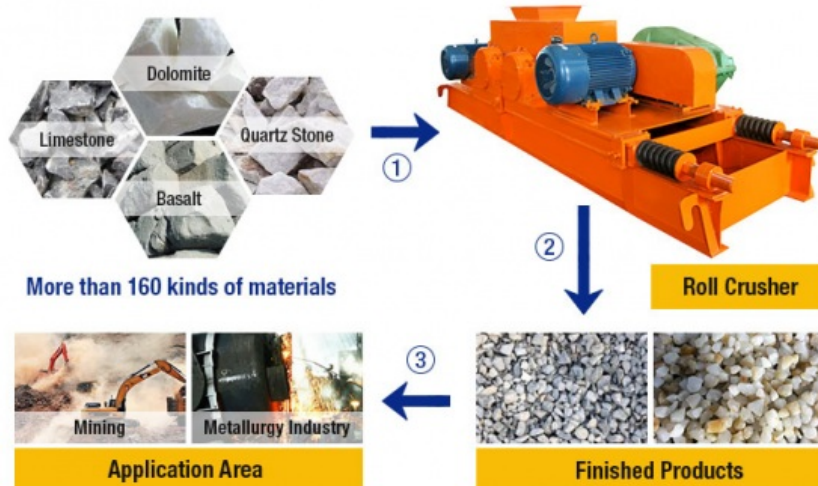 Dolomite
Limestone
Quartz Stone
Basalt
①
More than 160 kinds of materials
②
Roll Crusher
③
Mining
Metallurgy Industry
Application Area
Finished Products